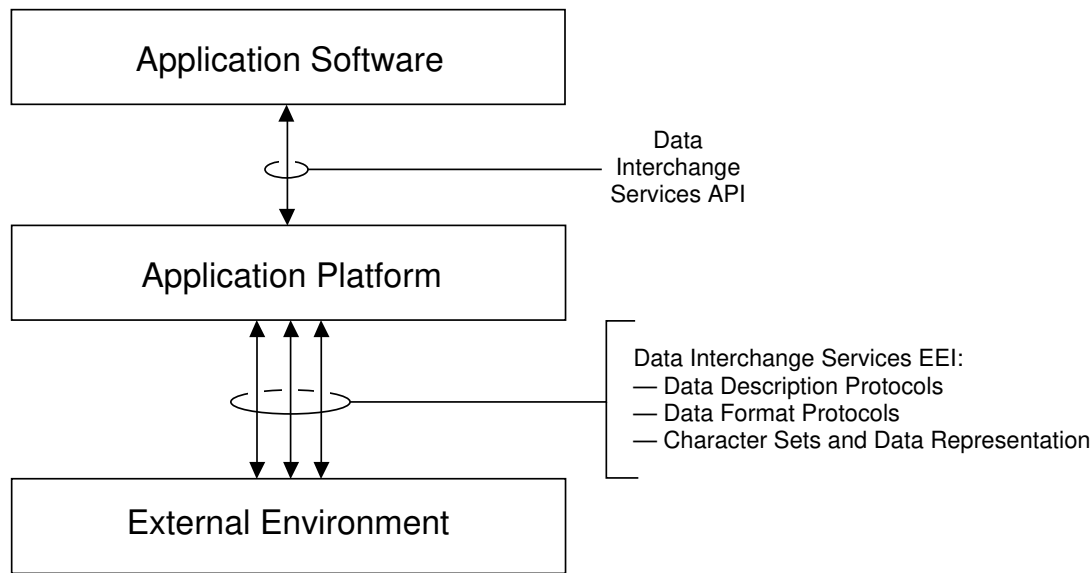 Application Software
Data
Interchange
Services API
Application Platform
Data Interchange Services EEI:
— Data Description Protocols
— Data Format Protocols
— Character Sets and Data Representation
External Environment